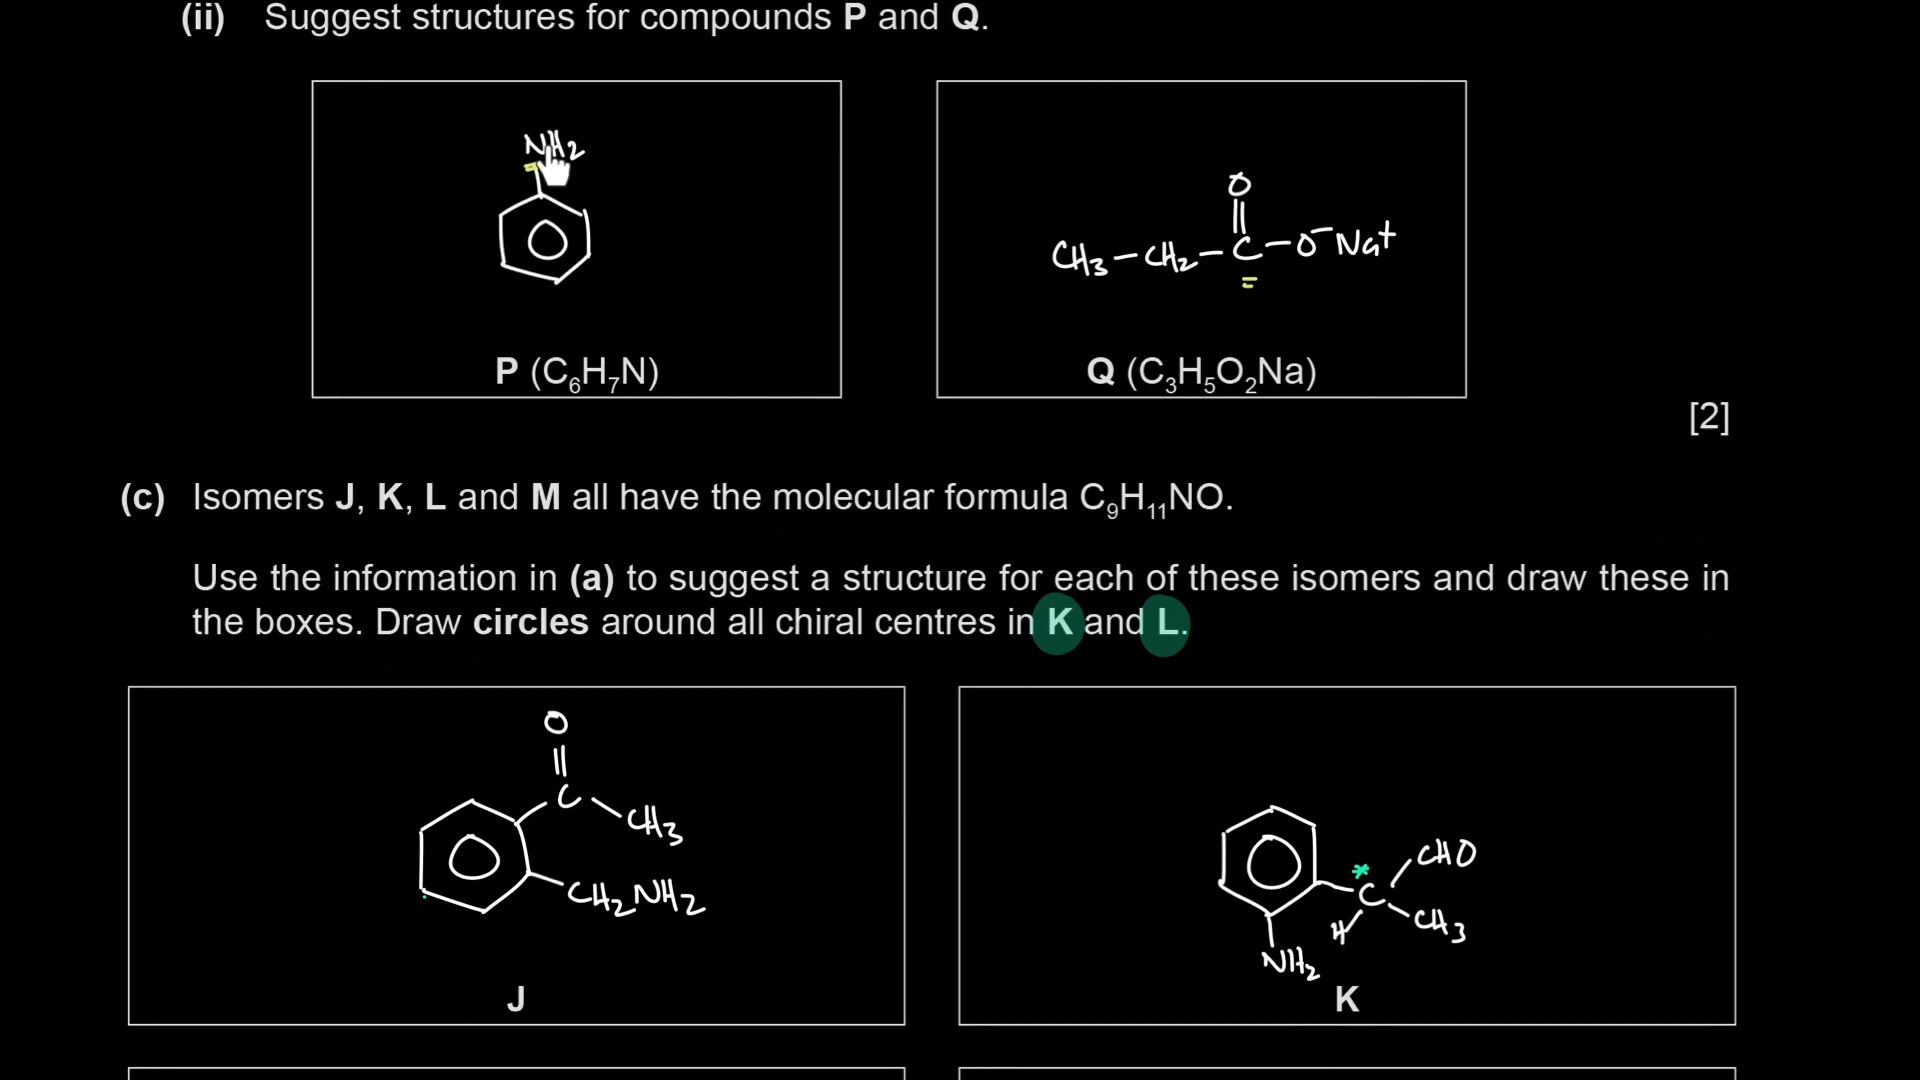 (ii) Suggest structures for compounds P and Q.
NH2
O
CH3-CH2-C-O⁻Na⁺
P (C₆H₇N)
Q (C₃H₅O₂Na)
[2]
(c) Isomers J, K, L and M all have the molecular formula C₉H₁₁NO.
Use the information in (a) to suggest a structure for each of these isomers and draw these in
the boxes. Draw circles around all chiral centres in K and L.
O
C
CH3
CH2NH2
J
*
CHO
C
CH3
H
NH2
K